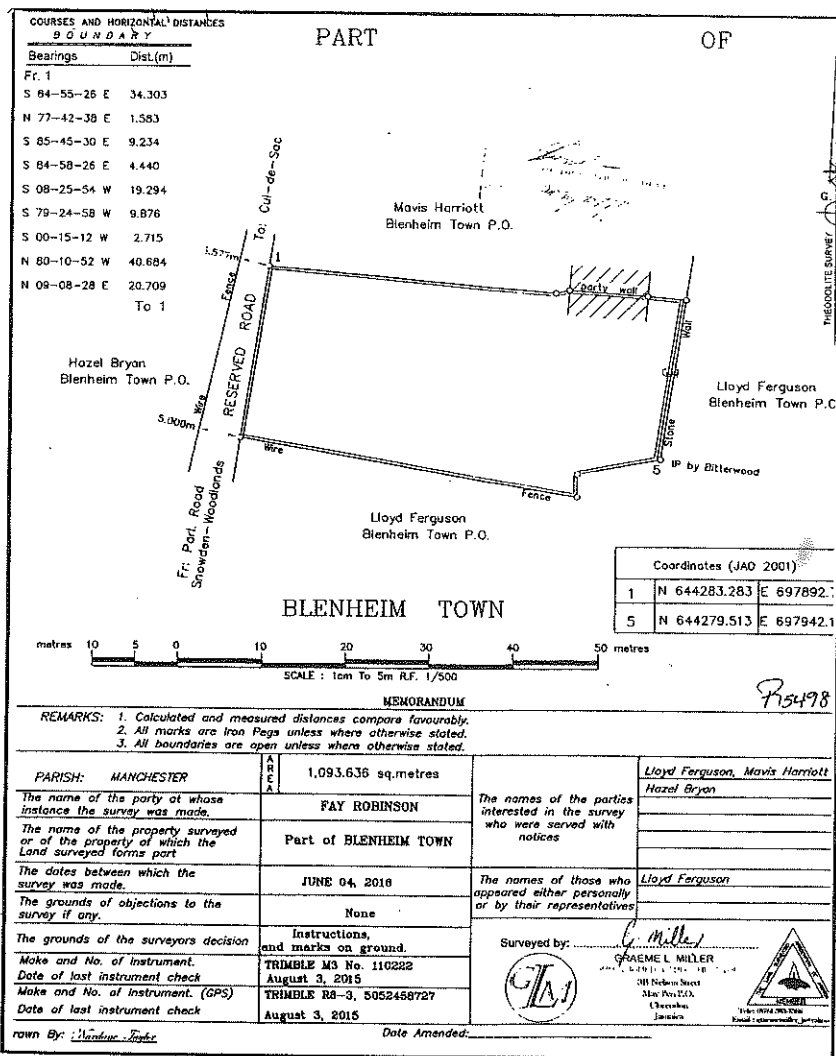 COURSES AND HORIZONTAL DISTANCES
BOUNDARY
Bearings Dist.(m)
Fr. 1
S 84-55-26 E 34.303
N 77-42-38 E 1.583
S 85-45-30 E 9.234
S 84-58-26 E 4.440
S 08-25-54 W 19.294
S 79-24-58 W 9.876
S 00-15-12 W 2.715
N 80-10-52 W 40.684
N 09-08-28 E 20.709
To 1
PART OF
THEODOLITE SURVEY
To: Cul-de-Sac
Mavis Harriott
Blenheim Town P.O.
1
Fence
party wall
Wall
RESERVED ROAD
Hazel Bryan
Blenheim Town P.O.
Lloyd Ferguson
Blenheim Town P.O
Wire
5.000m
Stone
Wire
5 IP by Bitterwood
Fence
Fr: Parl. Road
Snowden-Woodlands
Lloyd Ferguson
Blenheim Town P.O.
Coordinates (JAD 2001)
1 N 644283.283 E 697892.
5 N 644279.513 E 697942.1
BLENHEIM TOWN
metres 10 5 0 10 20 30 40 50 metres
SCALE : 1cm To 5m R.F. 1/500
MEMORANDUM
REMARKS: 1. Calculated and measured distances compare favourably.
2. All marks are Iron Pegs unless where otherwise stated.
3. All boundaries are open unless where otherwise stated.
PARISH: MANCHESTER
AREA 1,093.636 sq.metres
The name of the party at whose instance the survey was made. FAY ROBINSON
The name of the property surveyed or of the property of which the Land surveyed forms part Part of BLENHEIM TOWN
The dates between which the survey was made. JUNE 04, 2016
The grounds of objections to the survey if any. None
The grounds of the surveyors decision Instructions, and marks on ground.
Make and No. of Instrument. TRIMBLE M3 No. 110222
Date of last instrument check August 3, 2015
Make and No. of Instrument. (GPS) TRIMBLE R8-3, 5052458727
Date of last instrument check August 3, 2015
The names of the parties interested in the survey who were served with notices
Lloyd Ferguson, Mavis Harriott
Hazel Bryan
The names of those who appeared either personally or by their representatives
Lloyd Ferguson
Surveyed by: G. Miller
GRAEME L. MILLER
31B Nelson Street
May Pen P.O.
Clarendon
Jamaica
MEMBER
rawn By:
Date Amended: